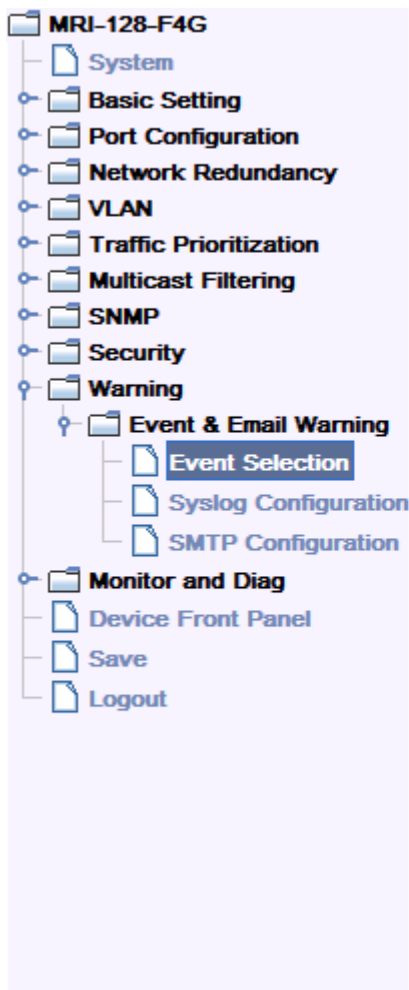 MRI-128-F4G
System
Basic Setting
Port Configuration
Network Redundancy
VLAN
Traffic Prioritization
Multicast Filtering
SNMP
Security
Warning
Event & Email Warning
Event Selection
Syslog Configuration
SMTP Configuration
Monitor and Diag
Device Front Panel
Save
Logout